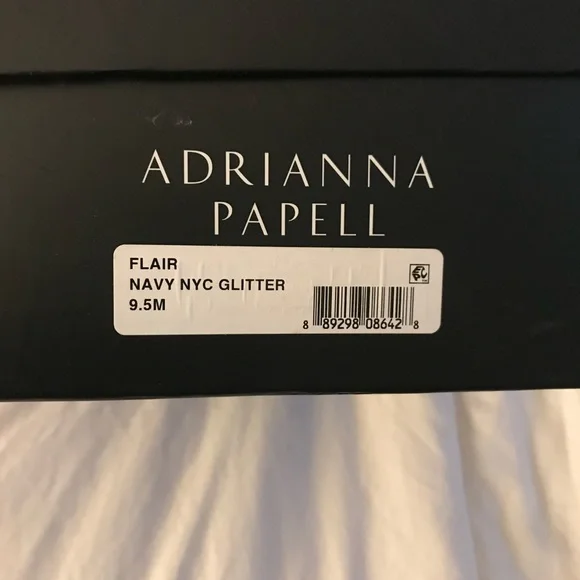 ADRIANNA
PAPELL
FLAIR
NAVY NYC GLITTER
9.5M
8 89298 08642 8